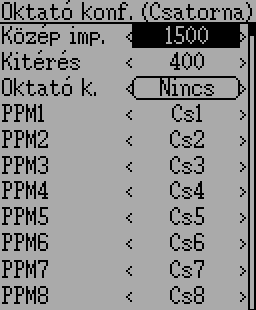 Oktató konf. (Csatorna)
Közép imp. < 1500 >
Kitérés < 400 >
Oktató k. < Nincs >
PPM1 < Cs1 >
PPM2 < Cs2 >
PPM3 < Cs3 >
PPM4 < Cs4 >
PPM5 < Cs5 >
PPM6 < Cs6 >
PPM7 < Cs7 >
PPM8 < Cs8 >